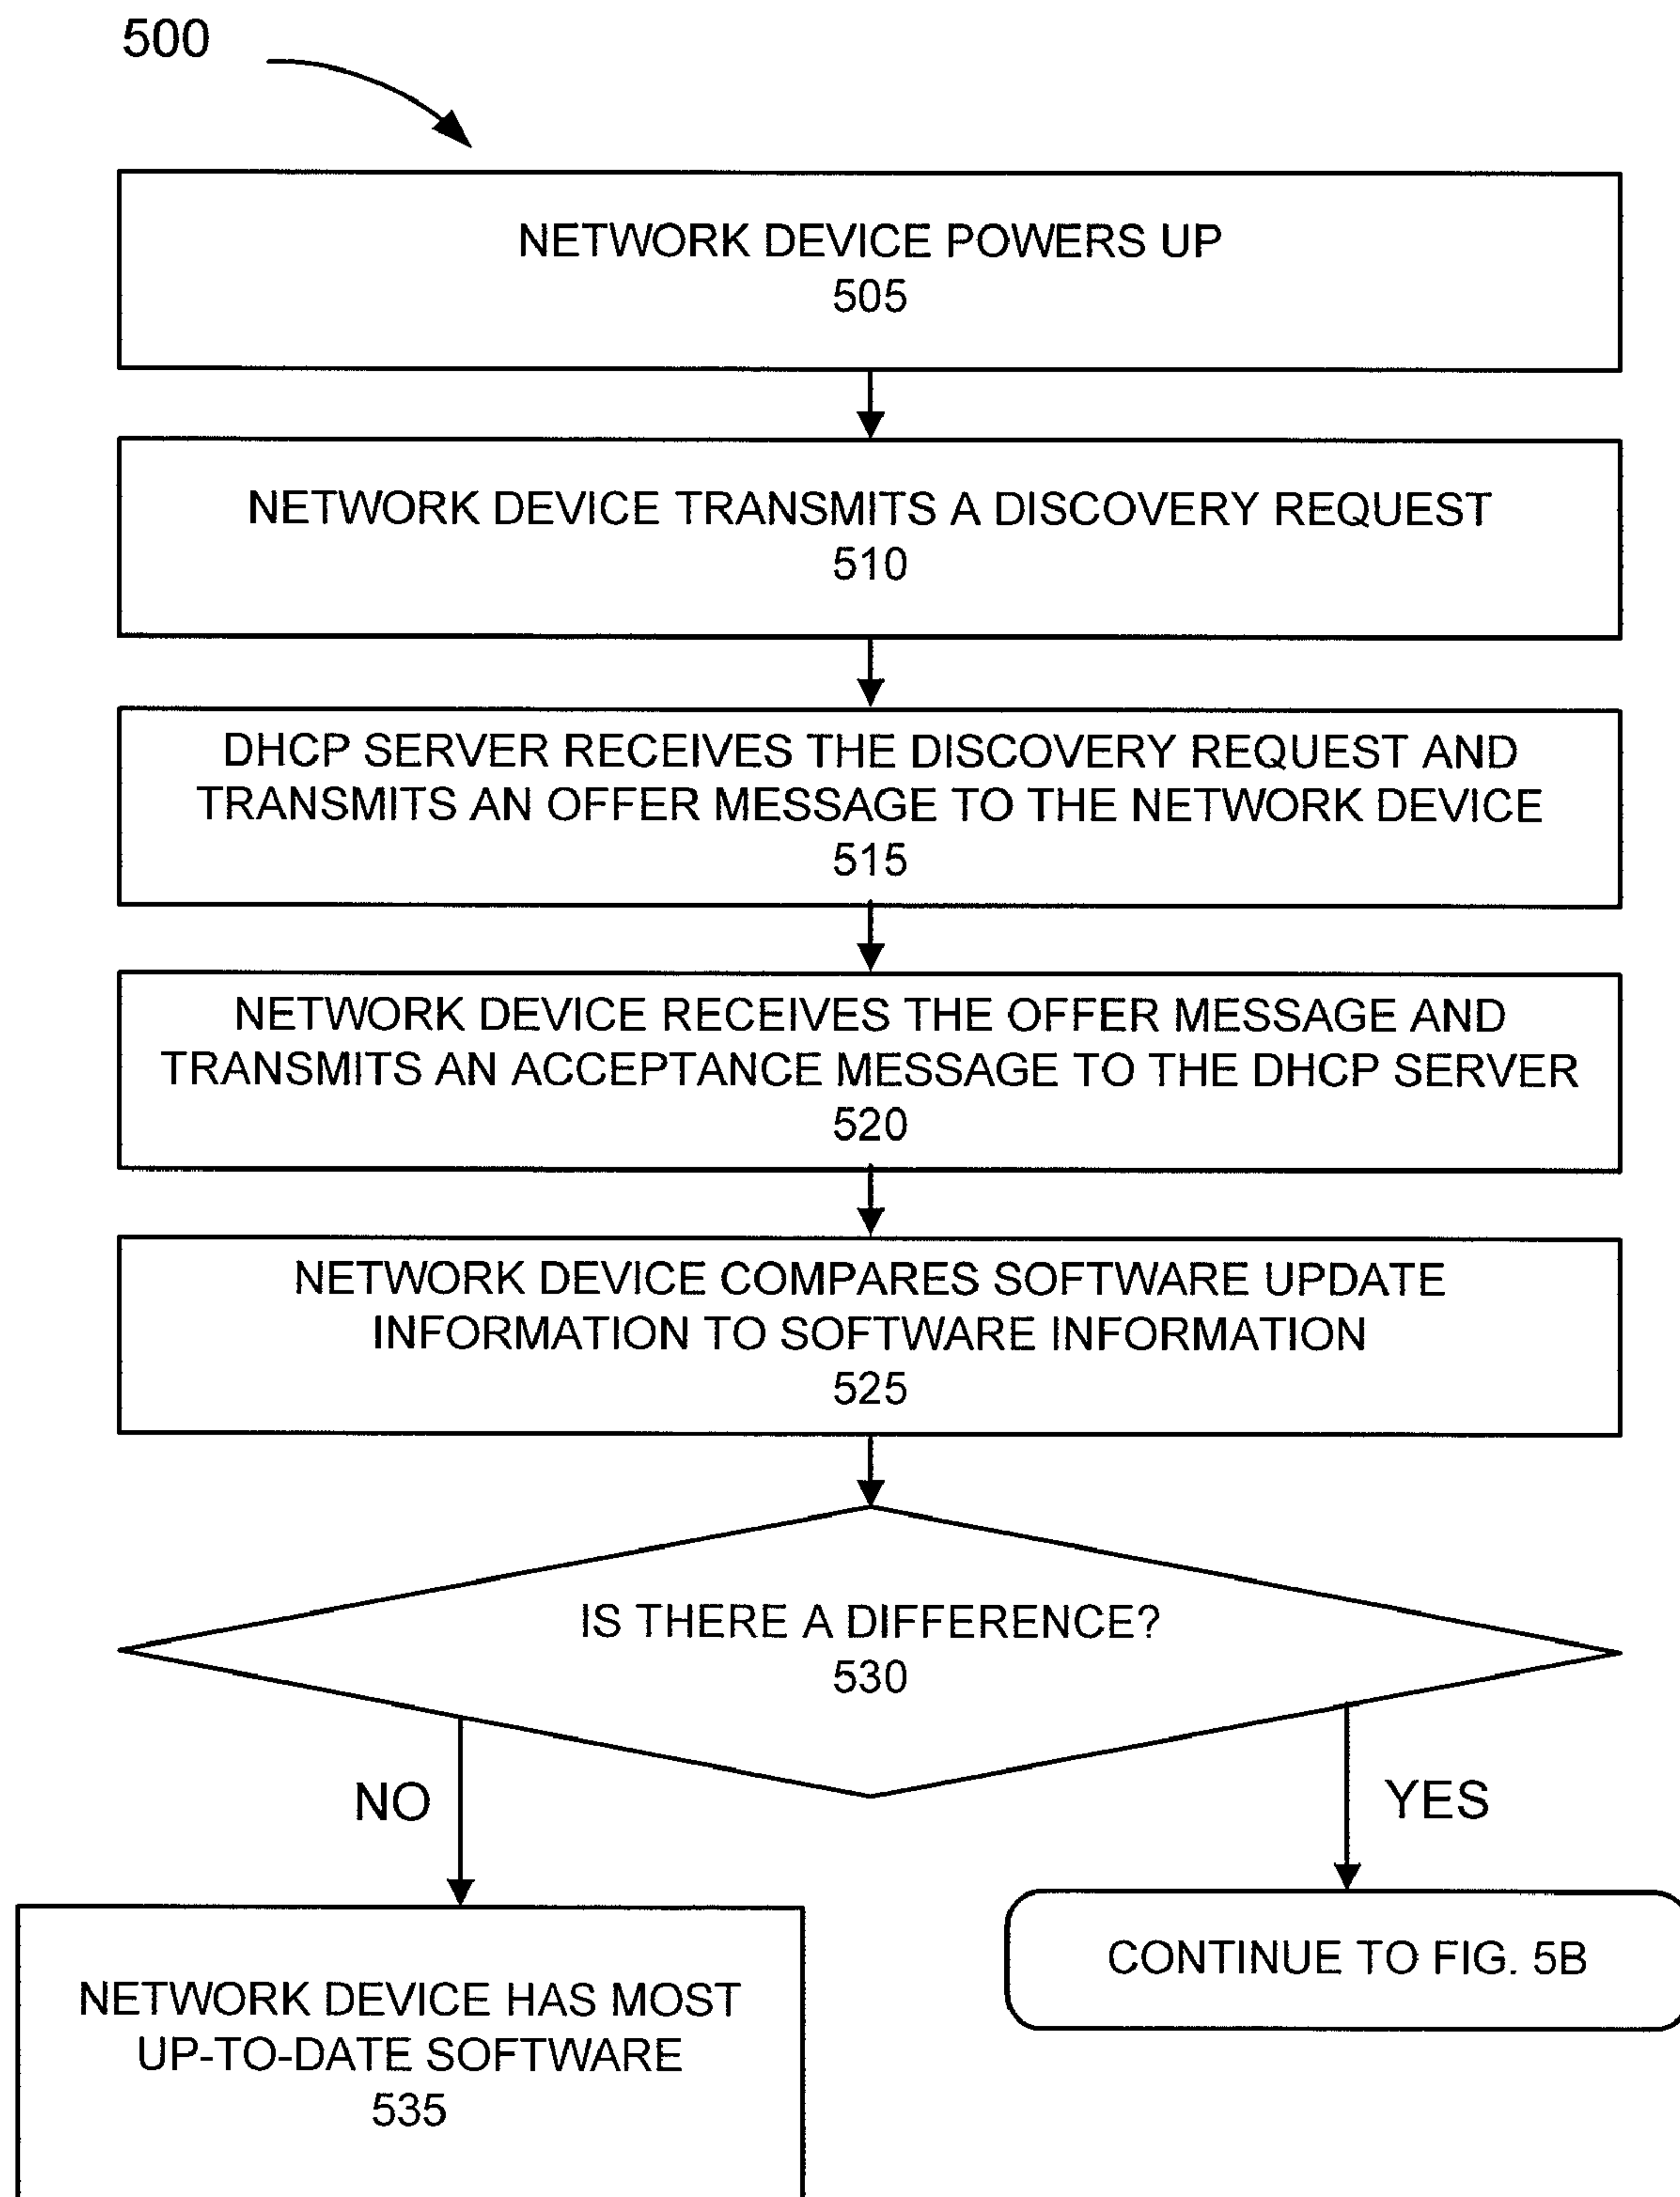 500
NETWORK DEVICE POWERS UP
505
NETWORK DEVICE TRANSMITS A DISCOVERY REQUEST
510
DHCP SERVER RECEIVES THE DISCOVERY REQUEST AND
TRANSMITS AN OFFER MESSAGE TO THE NETWORK DEVICE
515
NETWORK DEVICE RECEIVES THE OFFER MESSAGE AND
TRANSMITS AN ACCEPTANCE MESSAGE TO THE DHCP SERVER
520
NETWORK DEVICE COMPARES SOFTWARE UPDATE
INFORMATION TO SOFTWARE INFORMATION
525
IS THERE A DIFFERENCE?
530
NO
YES
CONTINUE TO FIG. 5B
NETWORK DEVICE HAS MOST
UP-TO-DATE SOFTWARE
535